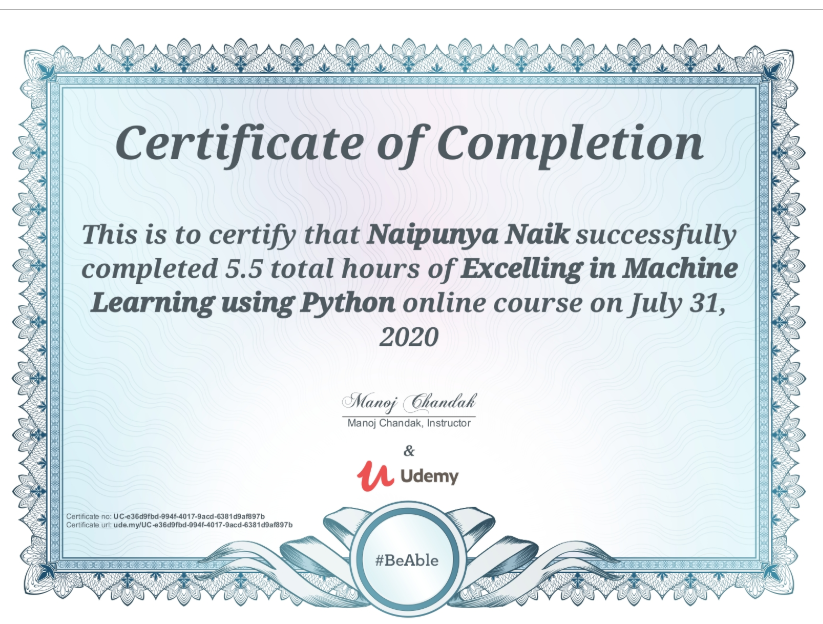 Certificate of Completion
This is to certify that Naipunya Naik successfully
completed 5.5 total hours of Excelling in Machine
Learning using Python online course on July 31,
2020
Manoj Chandak
Manoj Chandak, Instructor
&
Udemy
Certificate no: UC-e36d9fbd-994f-4017-9acd-6381d9af897b
Certificate url: ude.my/UC-e36d9fbd-994f-4017-9acd-6381d9af897b
#BeAble